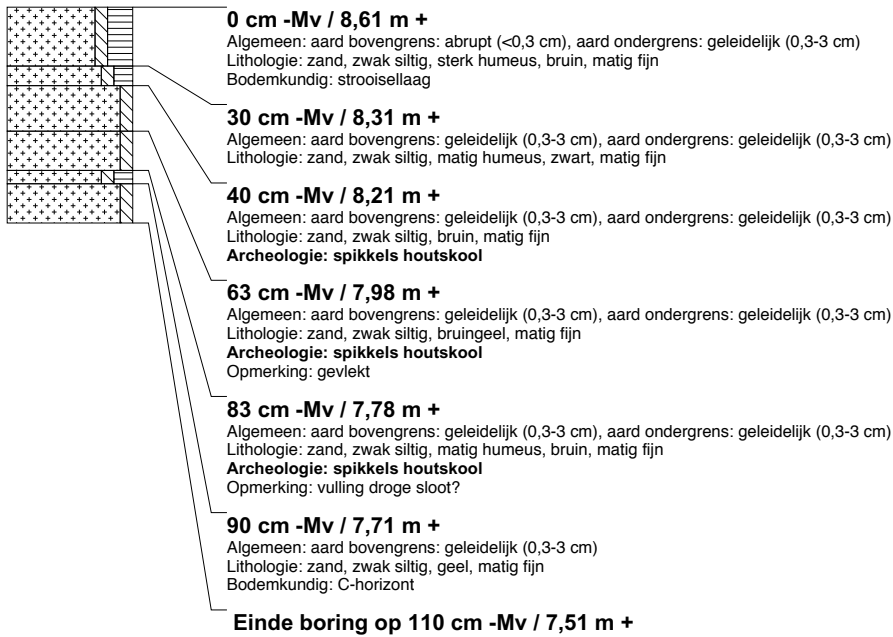 0 cm -Mv / 8,61 m +
Algemeen: aard bovengrens: abrupt (<0,3 cm), aard ondergrens: geleidelijk (0,3-3 cm)
Lithologie: zand, zwak siltig, sterk humeus, bruin, matig fijn
Bodemkundig: strooisellaag
30 cm -Mv / 8,31 m +
Algemeen: aard bovengrens: geleidelijk (0,3-3 cm), aard ondergrens: geleidelijk (0,3-3 cm)
Lithologie: zand, zwak siltig, matig humeus, zwart, matig fijn
40 cm -Mv / 8,21 m +
Algemeen: aard bovengrens: geleidelijk (0,3-3 cm), aard ondergrens: geleidelijk (0,3-3 cm)
Lithologie: zand, zwak siltig, bruin, matig fijn
Archeologie: spikkels houtskool
63 cm -Mv / 7,98 m +
Algemeen: aard bovengrens: geleidelijk (0,3-3 cm), aard ondergrens: geleidelijk (0,3-3 cm)
Lithologie: zand, zwak siltig, bruingeel, matig fijn
Archeologie: spikkels houtskool
Opmerking: gevlekt
83 cm -Mv / 7,78 m +
Algemeen: aard bovengrens: geleidelijk (0,3-3 cm), aard ondergrens: geleidelijk (0,3-3 cm)
Lithologie: zand, zwak siltig, matig humeus, bruin, matig fijn
Archeologie: spikkels houtskool
Opmerking: vulling droge sloot?
90 cm -Mv / 7,71 m +
Algemeen: aard bovengrens: geleidelijk (0,3-3 cm)
Lithologie: zand, zwak siltig, geel, matig fijn
Bodemkundig: C-horizont
Einde boring op 110 cm -Mv / 7,51 m +